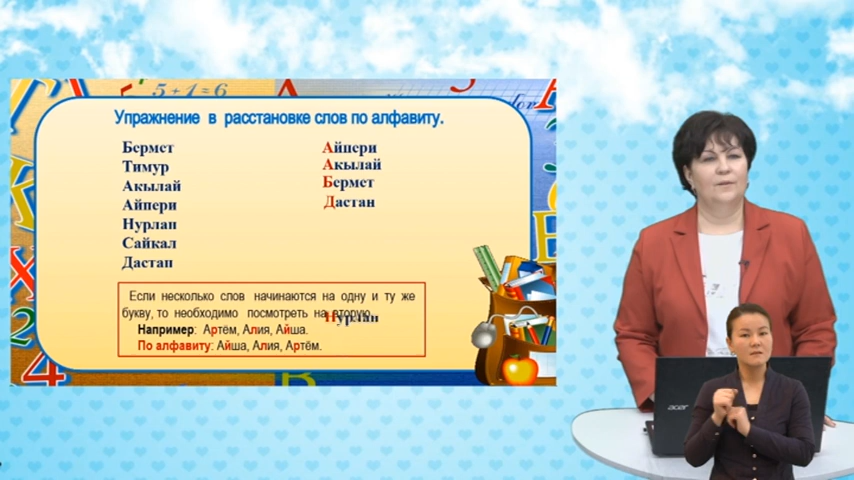 5+1=6
Упражнение в расстановке слов по алфавиту.
Бермет
Тимур
Акылай
Айпери
Нурлан
Сайкал
Дастан
Айпери
Акылай
Бермет
Дастан
Нурлан
Если несколько слов начинаются на одну и ту же
букву, то необходимо посмотреть на вторую.
Например: Артём, Алия, Айша.
По алфавиту: Айша, Алия, Артём.
acer